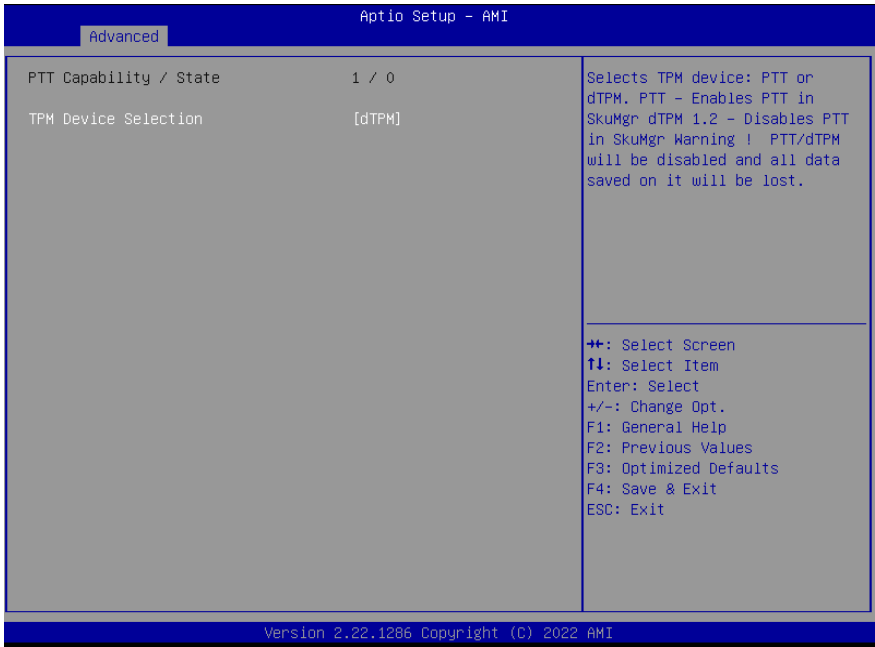 Aptio Setup - AMI
Advanced
PTT Capability / State 1 / 0
TPM Device Selection [dTPM]
Selects TPM device: PTT or
dTPM. PTT - Enables PTT in
SkuMgr dTPM 1.2 - Disables PTT
in SkuMgr Warning ! PTT/dTPM
will be disabled and all data
saved on it will be lost.
→←: Select Screen
↑↓: Select Item
Enter: Select
+/-: Change Opt.
F1: General Help
F2: Previous Values
F3: Optimized Defaults
F4: Save & Exit
ESC: Exit
Version 2.22.1286 Copyright (C) 2022 AMI